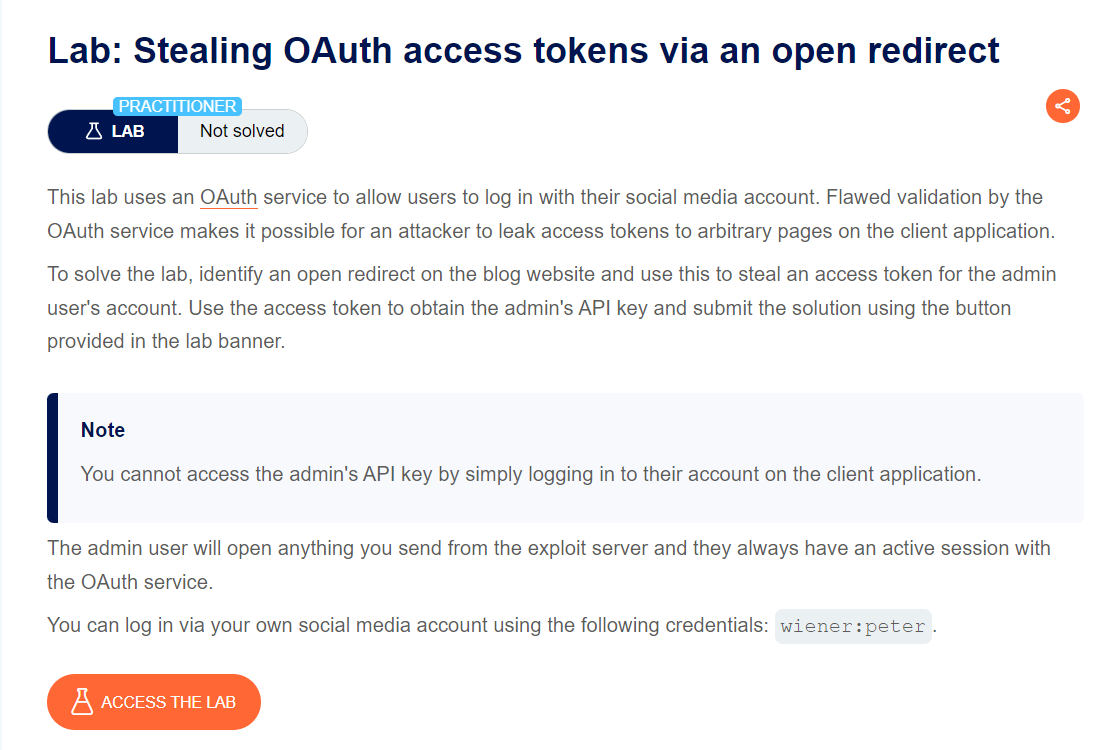 Lab: Stealing OAuth access tokens via an open redirect
PRACTITIONER
LAB
Not solved
This lab uses an OAuth service to allow users to log in with their social media account. Flawed validation by the
OAuth service makes it possible for an attacker to leak access tokens to arbitrary pages on the client application.
To solve the lab, identify an open redirect on the blog website and use this to steal an access token for the admin
user's account. Use the access token to obtain the admin's API key and submit the solution using the button
provided in the lab banner.
Note
You cannot access the admin's API key by simply logging in to their account on the client application.
The admin user will open anything you send from the exploit server and they always have an active session with
the OAuth service.
You can log in via your own social media account using the following credentials: wiener:peter.
ACCESS THE LAB